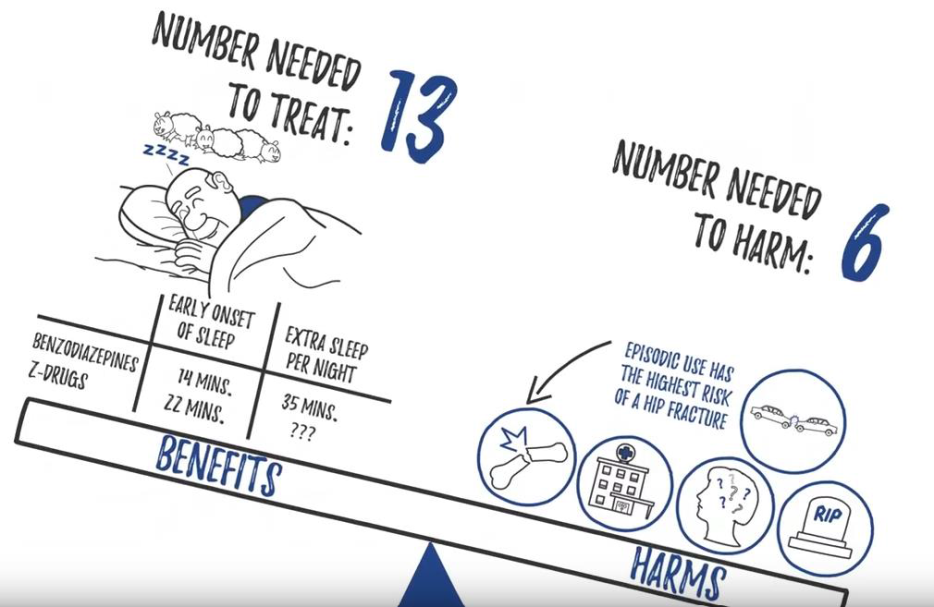 NUMBER NEEDED
TO TREAT:
13
zzzz
EARLY ONSET
OF SLEEP
EXTRA SLEEP
PER NIGHT
BENZODIAZEPINES
Z-DRUGS
14 MINS.
22 MINS.
35 MINS.
???
BENEFITS
NUMBER NEEDED
TO HARM:
6
EPISODIC USE HAS
THE HIGHEST RISK
OF A HIP FRACTURE
? ? ? ? ?
RIP
HARMS